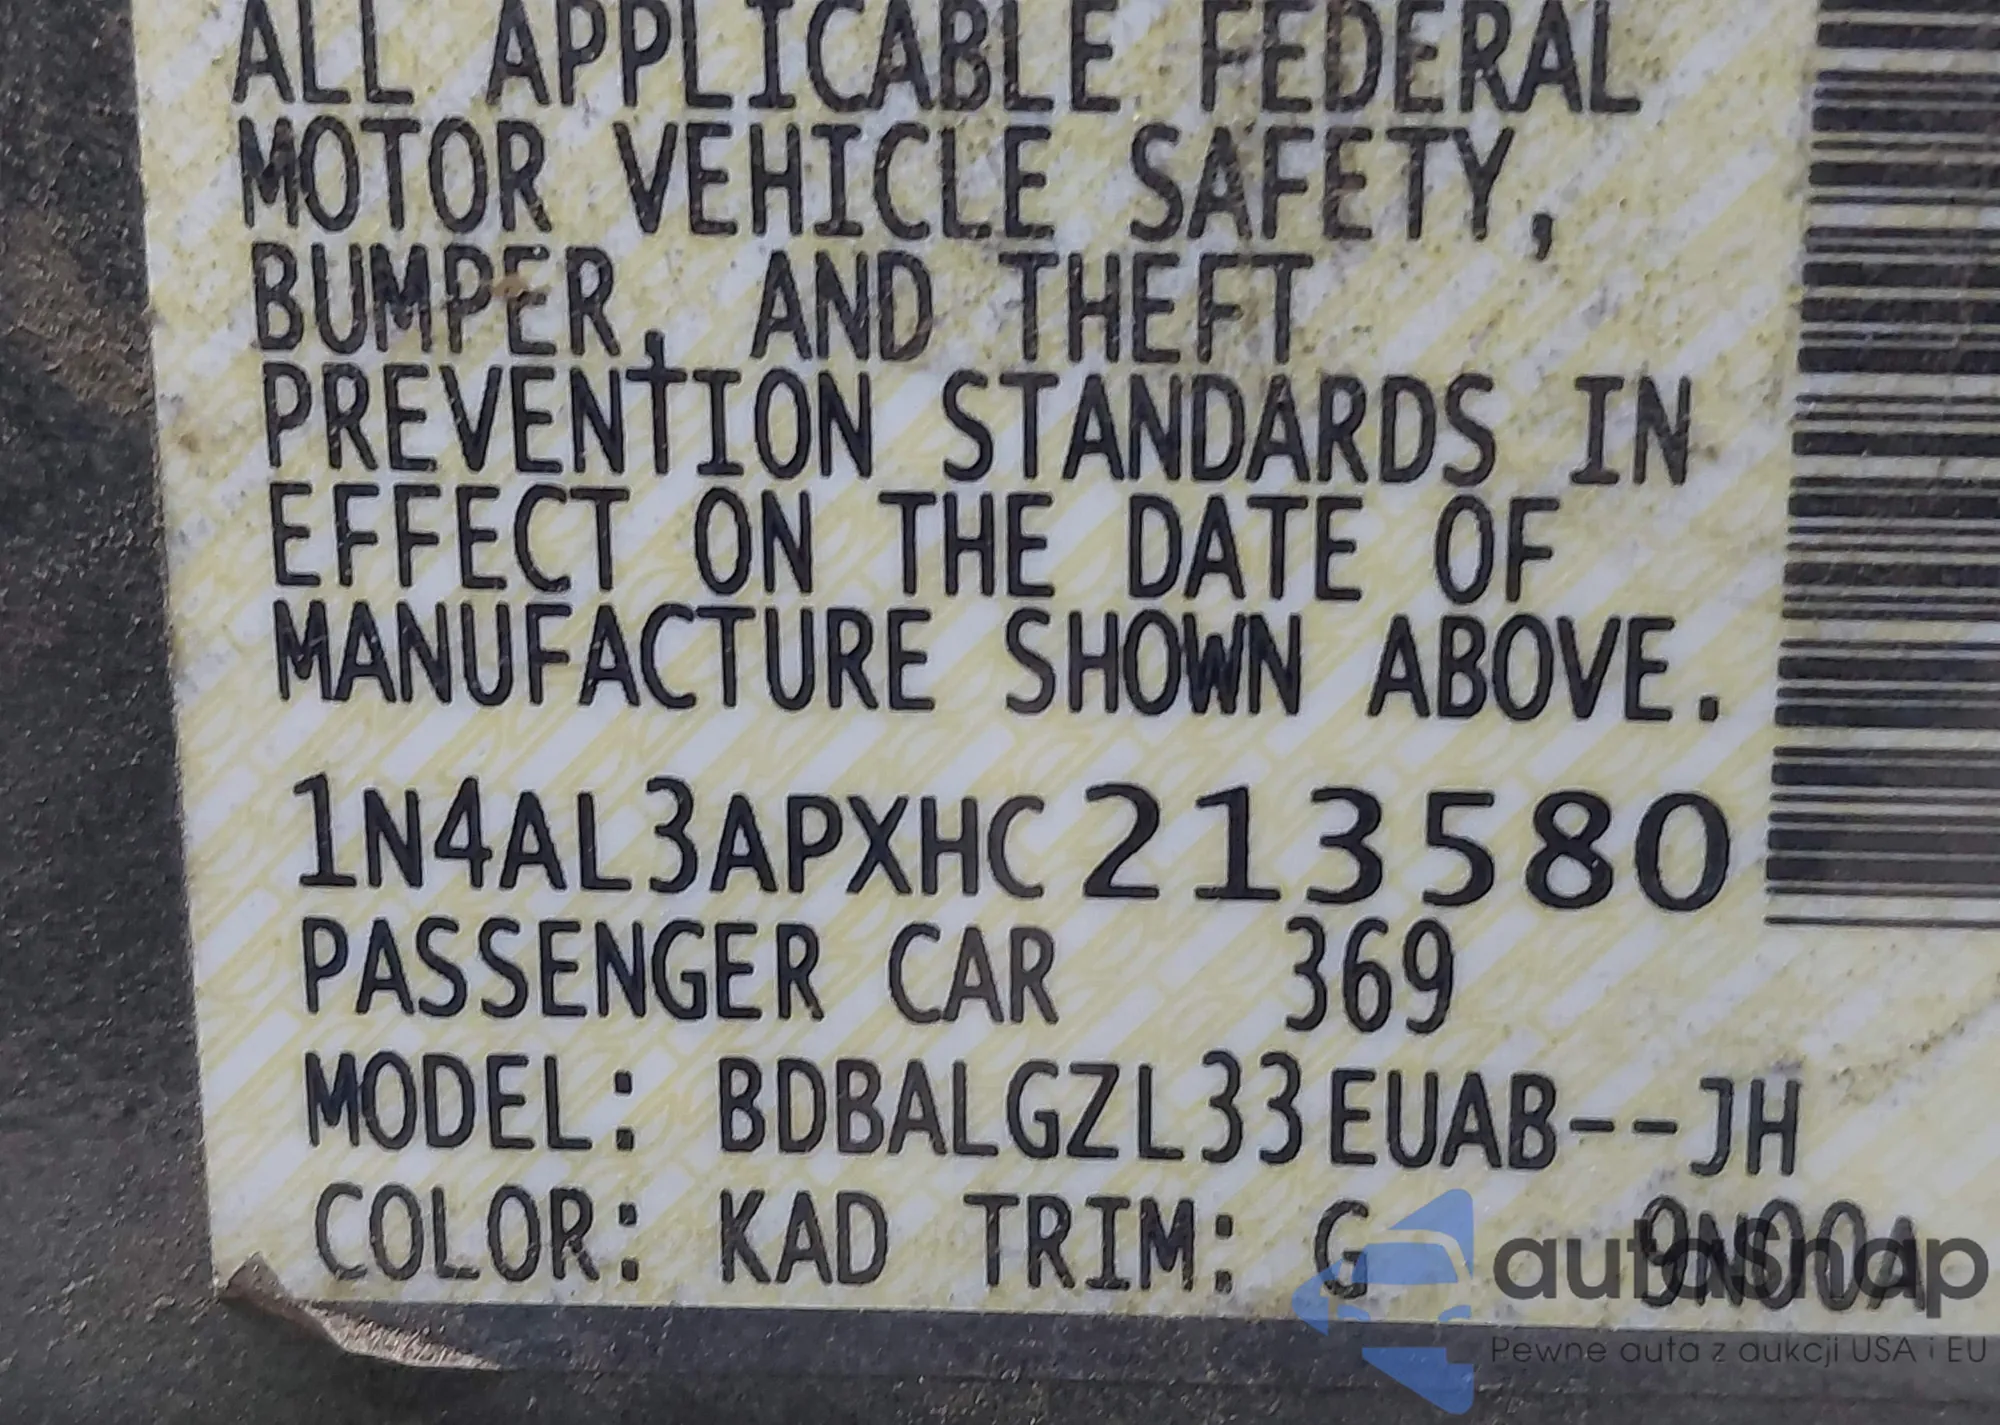 ALL APPLICABLE FEDERAL
MOTOR VEHICLE SAFETY,
BUMPER, AND THEFT
PREVENTION STANDARDS IN
EFFECT ON THE DATE OF
MANUFACTURE SHOWN ABOVE.
1N4AL3APXHC213580
PASSENGER CAR 369
MODEL: BDBALGZL33EUAB--JH
COLOR: KAD TRIM: G 9N00A
autosnap
Pewne auta z aukcji USA i EU